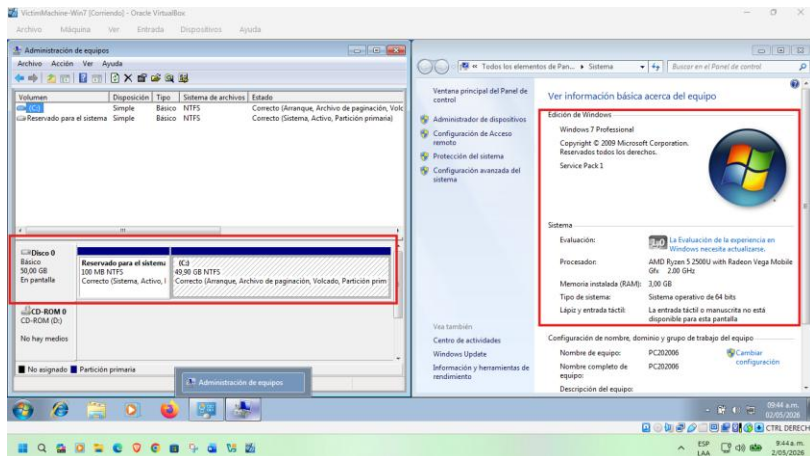 VictimMachine-Win7 [Corriendo] - Oracle VirtualBox
Archivo Máquina Ver Entrada Dispositivos Ayuda
Administración de equipos
Archivo Acción Ver Ayuda
Volumen Disposición Tipo Sistema de archivos Estado
(C:) Simple Básico NTFS Correcto (Arranque, Archivo de paginación, Volc
Reservado para el sistema Simple Básico NTFS Correcto (Sistema, Activo, Partición primaria)
Disco 0
Básico
50,00 GB
En pantalla
Reservado para el sistema
100 MB NTFS
Correcto (Sistema, Activo, I
(C:)
49,90 GB NTFS
Correcto (Arranque, Archivo de paginación, Volcado, Partición prim
CD-ROM 0
CD-ROM (D:)
No hay medios
No asignado Partición primaria
Administración de equipos
« Todos los elementos de Pan... Sistema
Buscar en el Panel de control
Ventana principal del Panel de
control
Administrador de dispositivos
Configuración de Acceso
remoto
Protección del sistema
Configuración avanzada del
sistema
Vea también
Centro de actividades
Windows Update
Información y herramientas de
rendimiento
Ver información básica acerca del equipo
Edición de Windows
Windows 7 Professional
Copyright © 2009 Microsoft Corporation.
Reservados todos los derechos.
Service Pack 1
Sistema
Evaluación: 1,0 La Evaluación de la experiencia en
Windows necesita actualizarse.
Procesador: AMD Ryzen 5 2500U with Radeon Vega Mobile
Gfx 2.00 GHz
Memoria instalada (RAM): 3,00 GB
Tipo de sistema: Sistema operativo de 64 bits
Lápiz y entrada táctil: La entrada táctil o manuscrita no está
disponible para esta pantalla
Configuración de nombre, dominio y grupo de trabajo del equipo
Nombre de equipo: PC202006
Cambiar
configuración
Nombre completo de
equipo:
PC202006
Descripción del equipo:
09:44 a.m.
02/05/2026
CTRL DERECH
ESP
LAA
9:44 a. m.
2/05/2026